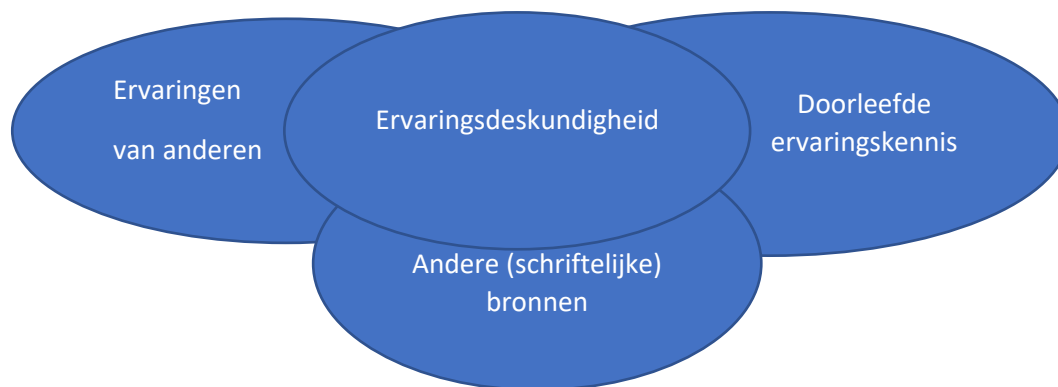 Ervaringen
van anderen
Ervaringsdeskundigheid
Doorleefde
ervaringskennis
Andere (schriftelijke)
bronnen